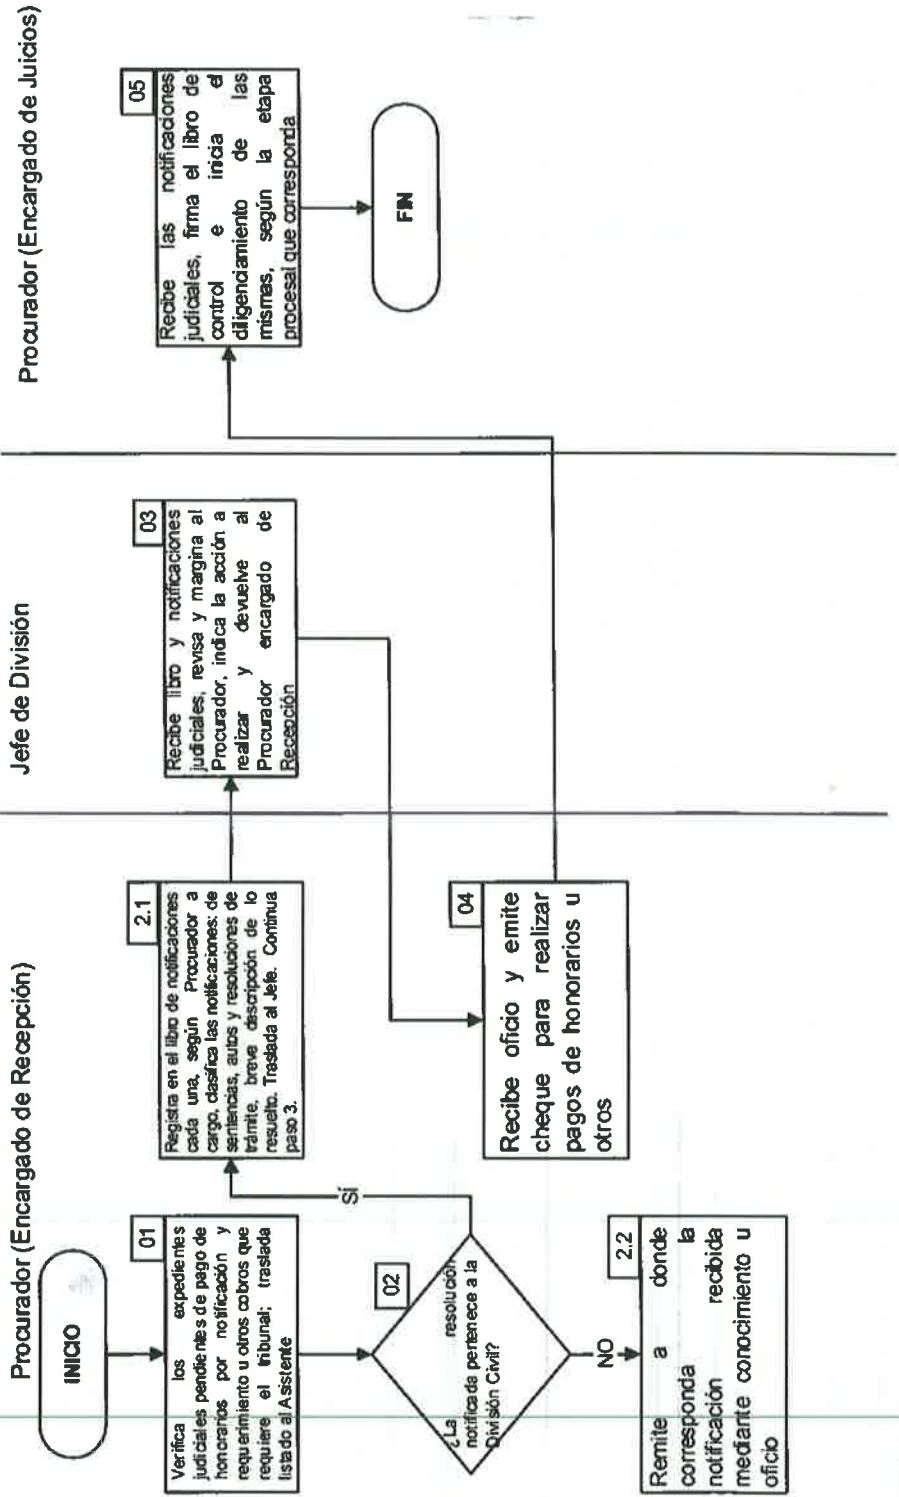 Procurador (Encargado de Recepción)
INICIO
01
Verifica los expedientes
judiciales pendientes de pago de
honorarios por notificación y
requerimiento u otros cobros que
requiere el tribunal; traslada
listado al Asistente
02
¿La resolución
notificada pertenece a la
División Civil?
SÍ
NO
2.2
Remite a donde
corresponda la
notificación recibida
mediante conocimiento u
oficio
2.1
Registra en el libro de notificaciones
cada una, según Procurador a
cargo, clasifica las notificaciones: de
sentencias, autos y resoluciones de
trámite, breve descripción de lo
resuelto. Traslada al Jefe. Continua
paso 3.
04
Recibe oficio y emite
cheque para realizar
pagos de honorarios u
otros
Jefe de División
03
Recibe libro y notificaciones
judiciales, revisa y margina al
Procurador, indica la acción a
realizar y devuelve al
Procurador encargado de
Recepción
Procurador (Encargado de Juicios)
05
Recibe las notificaciones
judiciales, firma el libro de
control e inicia el
diligenciamiento de las
mismas, según la etapa
procesal que corresponda
FIN